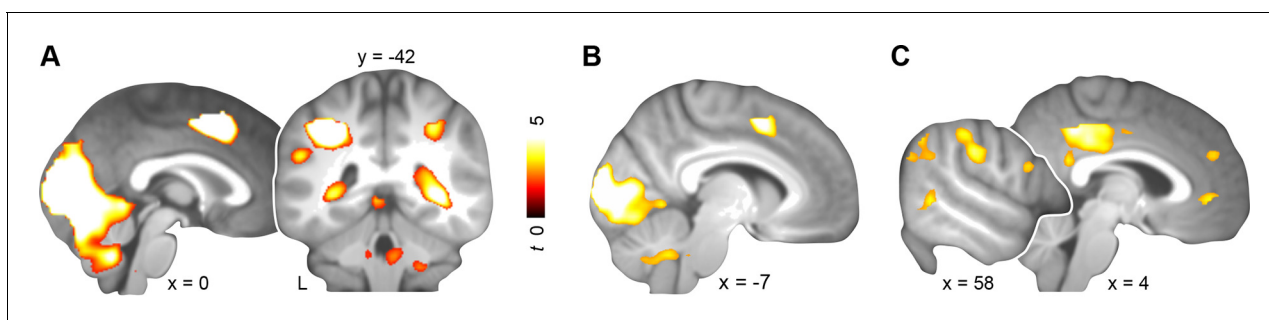 A
y = -42
x = 0
L
5
t 0
B
x = -7
C
x = 58
x = 4